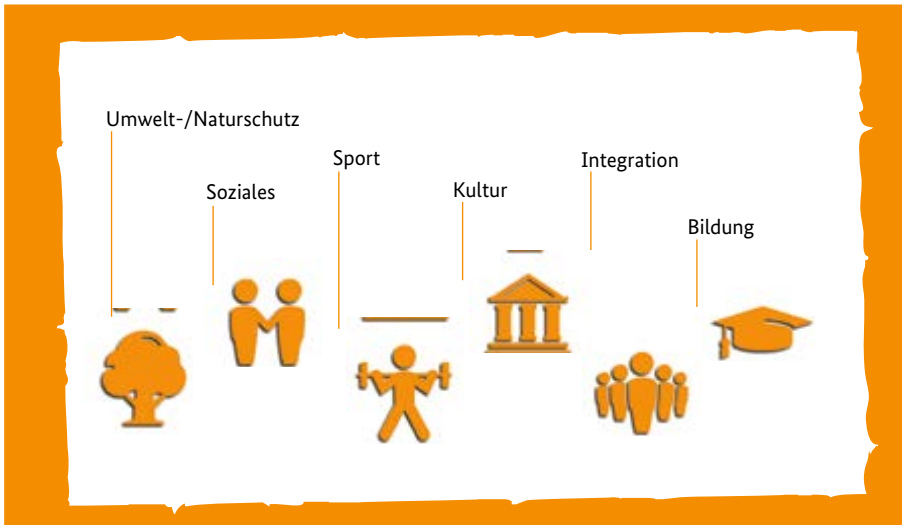 Umwelt-/Naturschutz
Soziales
Sport
Kultur
Integration
Bildung